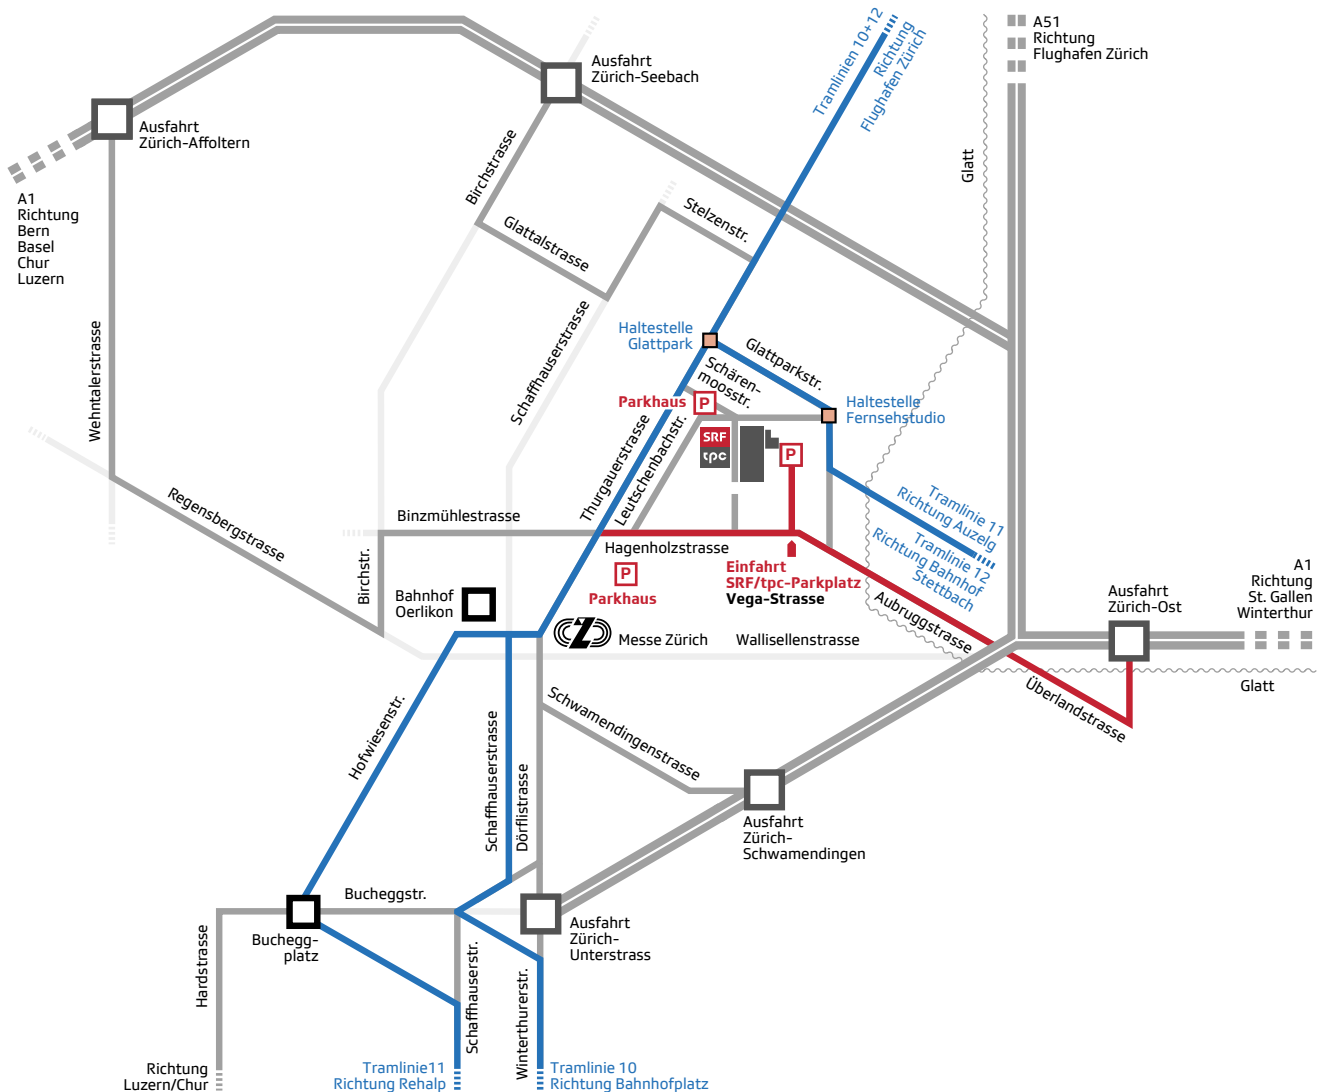 Tramlinien 10+12
Richtung
Flughafen Zürich
A51
Richtung
Flughafen Zürich
Ausfahrt
Zürich-Seebach
Ausfahrt
Zürich-Affoltern
Birchstrasse
Glatt
A1
Richtung
Bern
Basel
Chur
Luzern
Glattalstrasse
Stelzenstr.
Wehntalerstrasse
Schaffhauserstrasse
Haltestelle
Glattpark
Glattparkstr.
Schären-
moosstr.
Parkhaus
P
Haltestelle
Fernsehstudio
Thurgauerstrasse
Leutschenbachstr.
SRF
tpc
P
Regensbergstrasse
Binzmühlestrasse
Hagenholzstrasse
Tramlinie 11
Richtung Auzelg
Tramlinie 12
Richtung Bahnhof
Stettbach
Birchstr.
P
Parkhaus
Einfahrt
SRF/tpc-Parkplatz
Vega-Strasse
Aubruggstrasse
A1
Richtung
St. Gallen
Winterthur
Ausfahrt
Zürich-Ost
Bahnhof
Oerlikon
Messe Zürich
Wallisellenstrasse
Überlandstrasse
Glatt
Hofwiesenstr.
Schwamendingenstrasse
Schaffhauserstrasse
Dörflistrasse
Ausfahrt
Zürich-
Schwamendingen
Bucheggstr.
Buchegg-
platz
Ausfahrt
Zürich-
Unterstrass
Hardstrasse
Schaffhauserstr.
Winterthurerstr.
Richtung
Luzern/Chur
Tramlinie11
Richtung Rehalp
Tramlinie 10
Richtung Bahnhofplatz